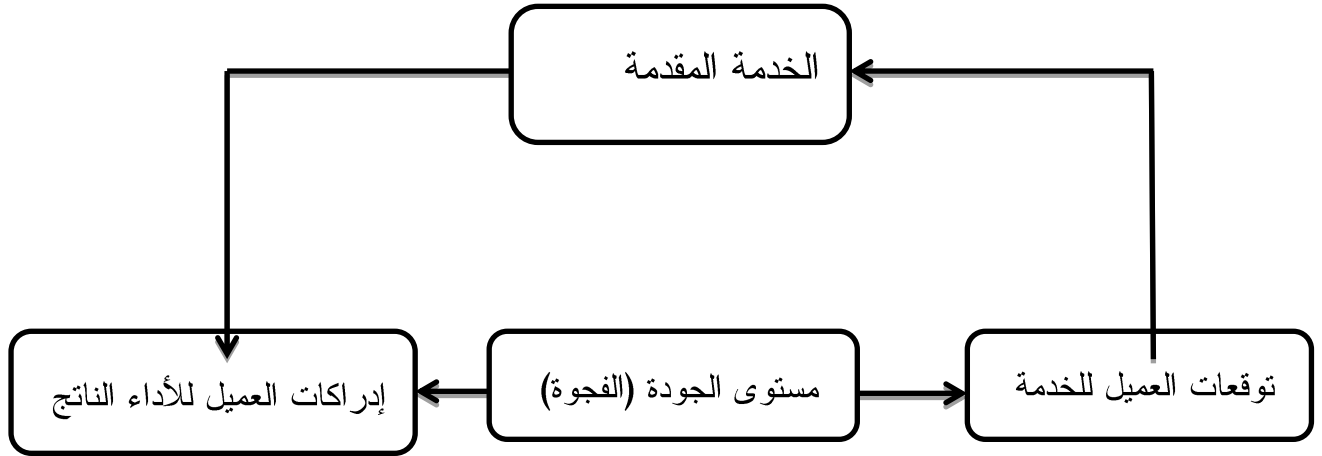 الخدمة المقدمة
توقعات العميل للخدمة
مستوى الجودة (الفجوة)
إدراكات العميل للأداء الناتج